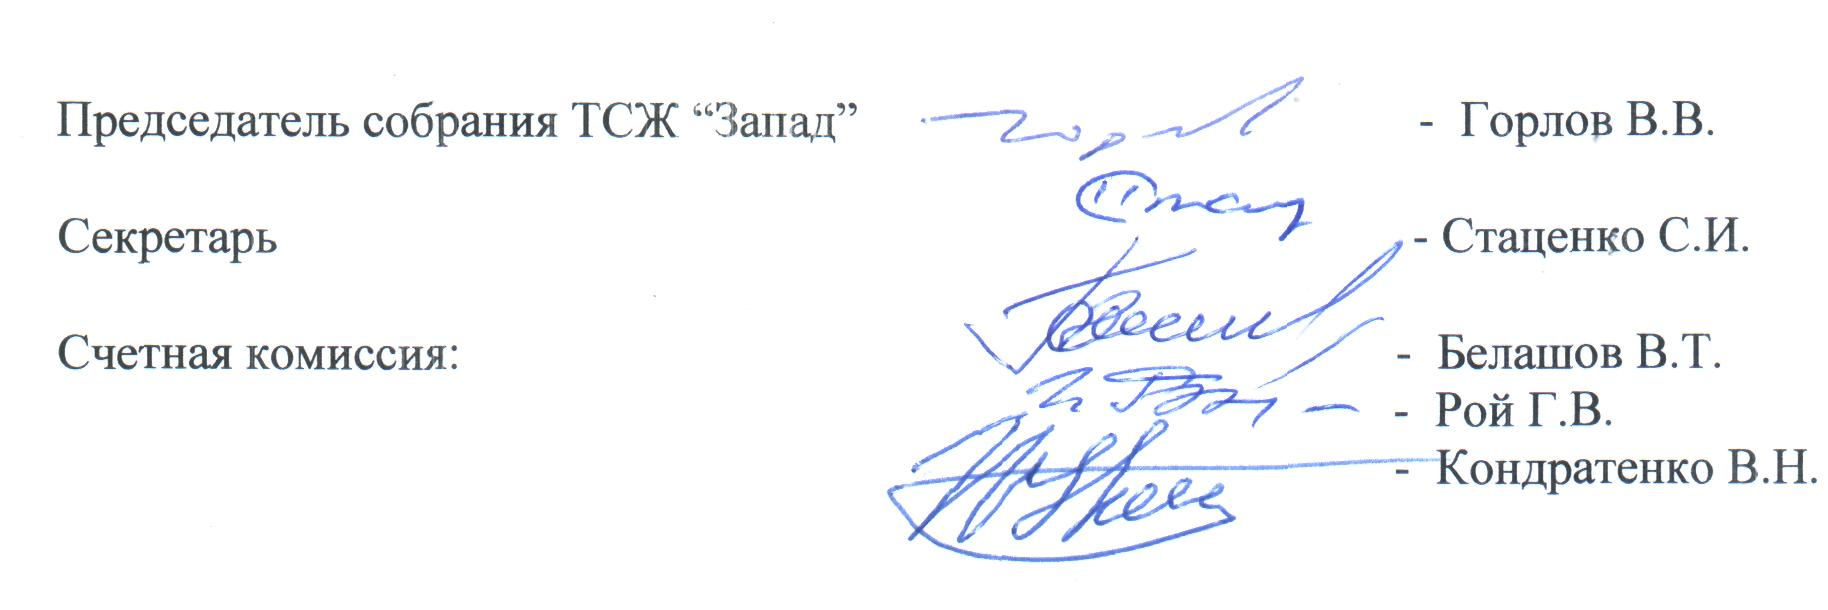 Председатель собрания ТСЖ “Запад” - Горлов В.В.
Секретарь - Стаценко С.И.
Счетная комиссия: - Белашов В.Т.
- Рой Г.В.
- Кондратенко В.Н.